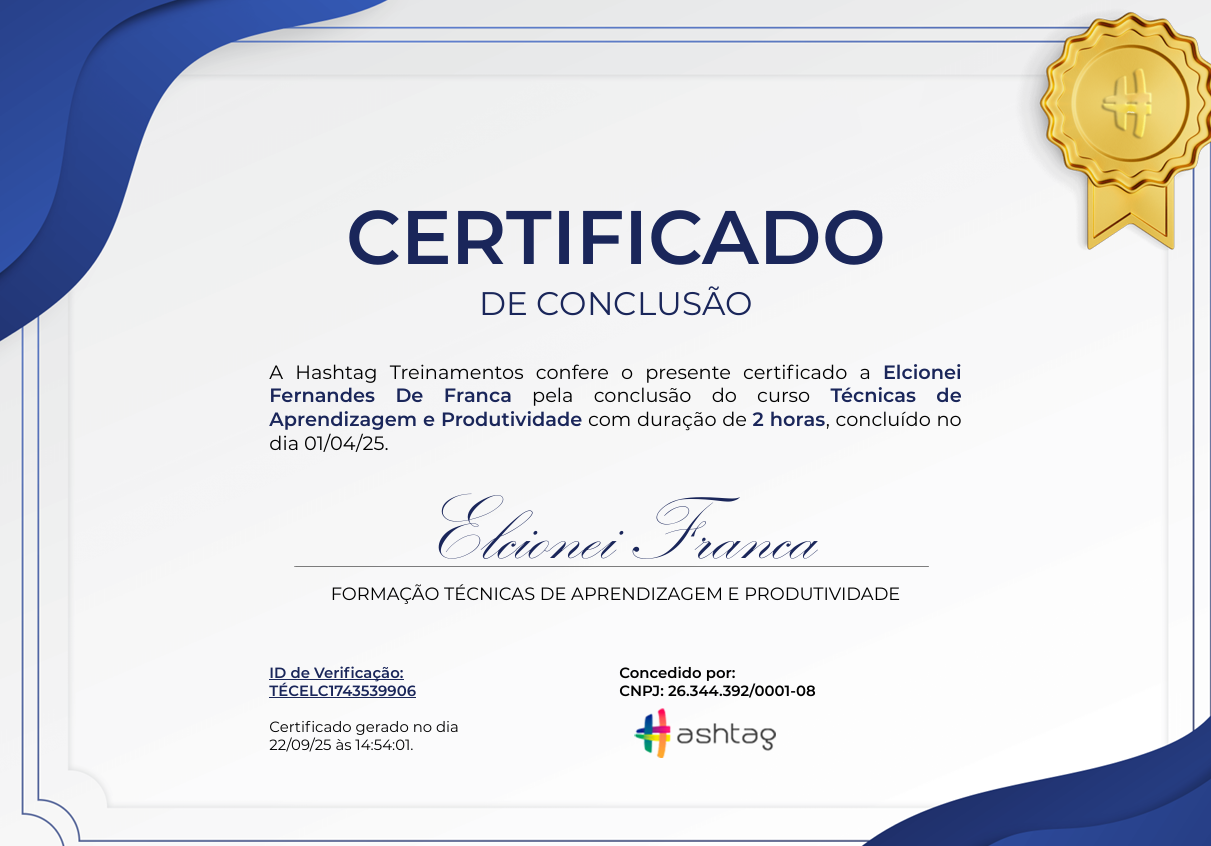 CERTIFICADO
DE CONCLUSÃO
A Hashtag Treinamentos confere o presente certificado a Elcionei
Fernandes De Franca pela conclusão do curso Técnicas de
Aprendizagem e Produtividade com duração de 2 horas, concluído no
dia 01/04/25.
Elcionei Franca
FORMAÇÃO TÉCNICAS DE APRENDIZAGEM E PRODUTIVIDADE
ID de Verificação:
TÉCELC1743539906
Certificado gerado no dia
22/09/25 às 14:54:01.
Concedido por:
CNPJ: 26.344.392/0001-08
ashtag